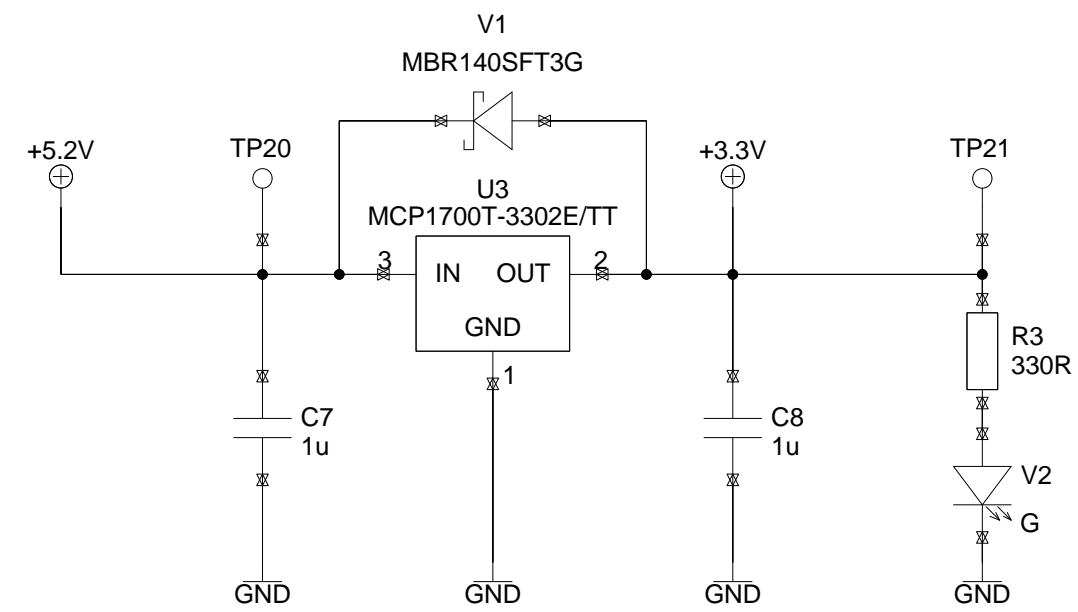 V1
MBR140SFT3G
+5.2V
TP20
+3.3V
TP21
U3
MCP1700T-3302E/TT
3
IN
OUT
2
GND
1
R3
330R
C7
1u
C8
1u
V2
G
GND
GND
GND
GND